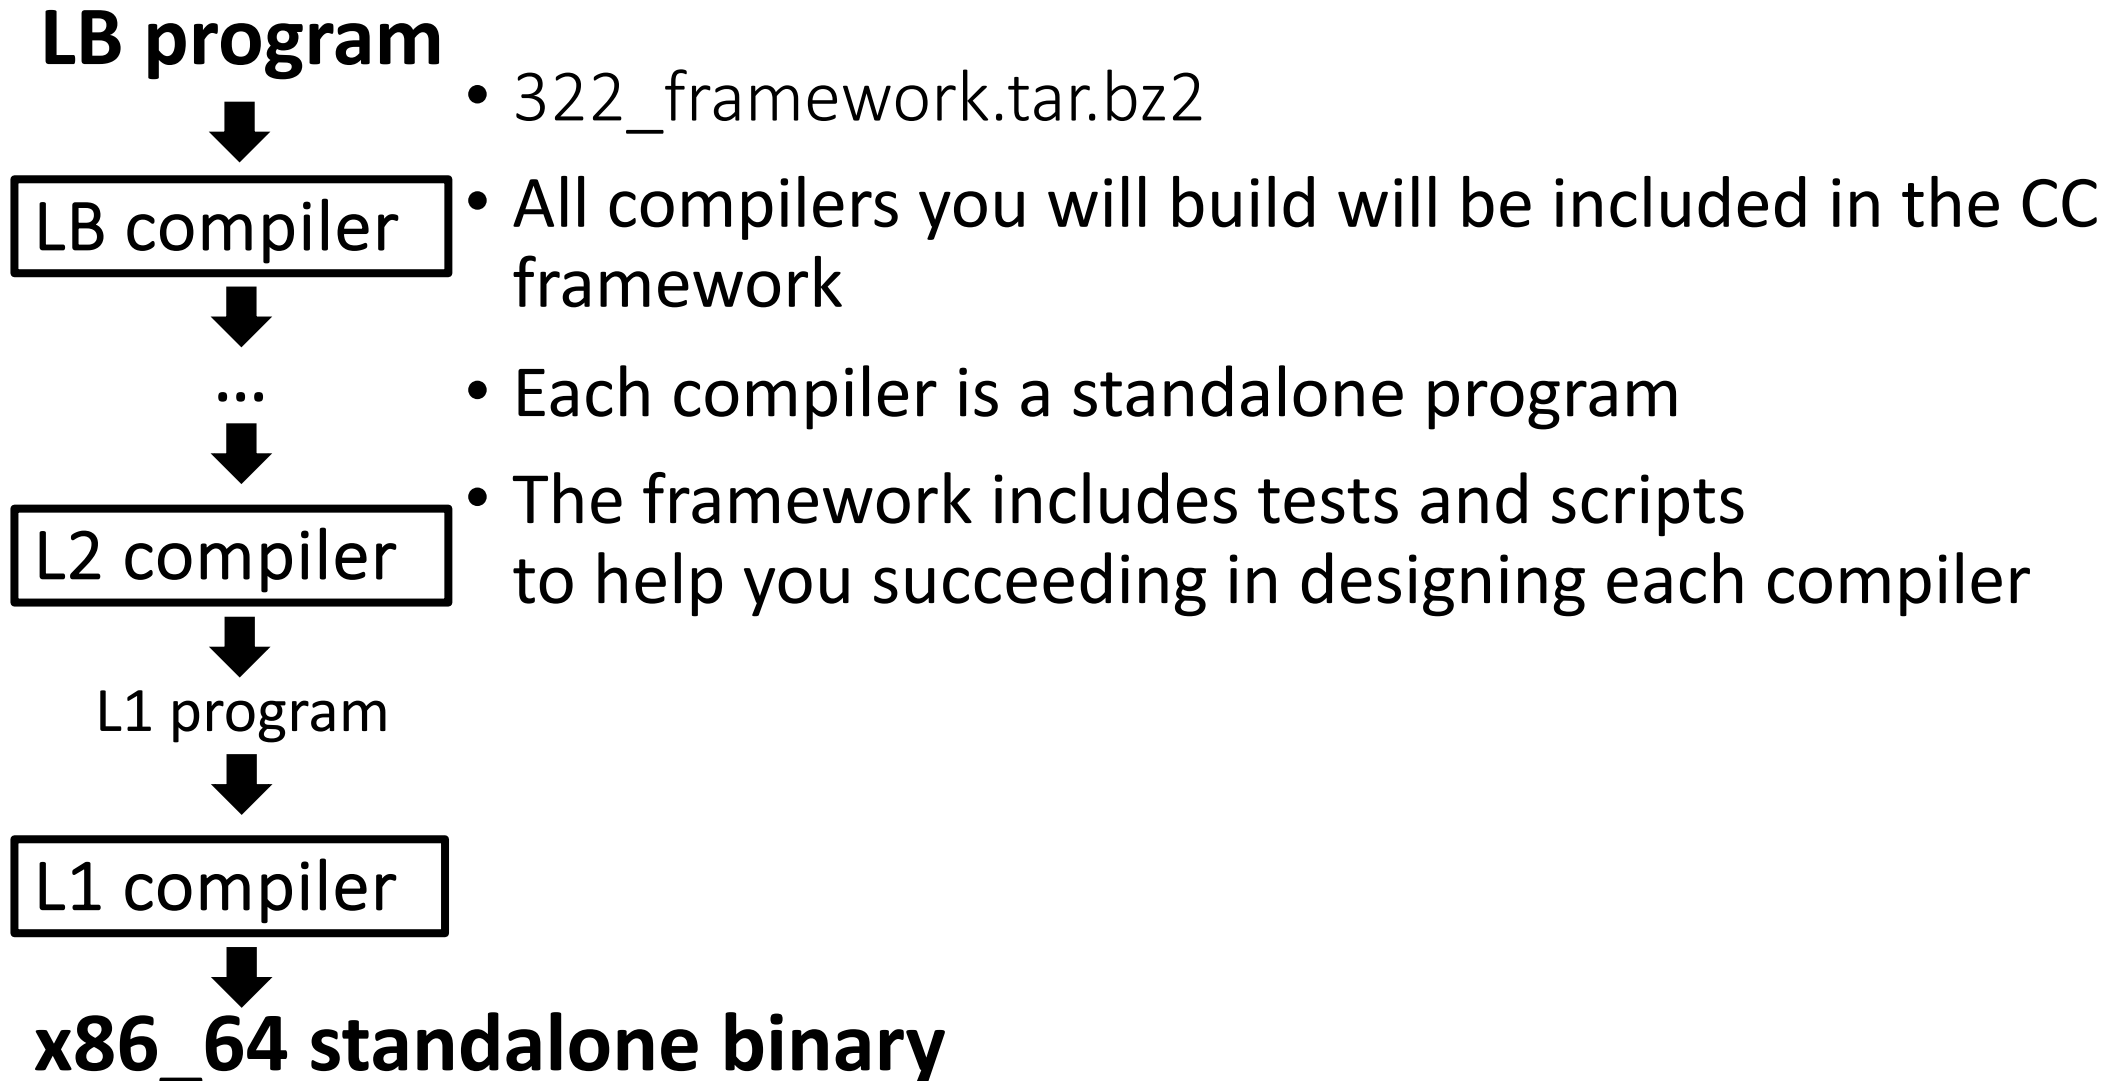 LB program
LB compiler
...
L2 compiler
L1 program
L1 compiler
x86_64 standalone binary
• 322_framework.tar.bz2
• All compilers you will build will be included in the CC
framework
• Each compiler is a standalone program
• The framework includes tests and scripts
to help you succeeding in designing each compiler